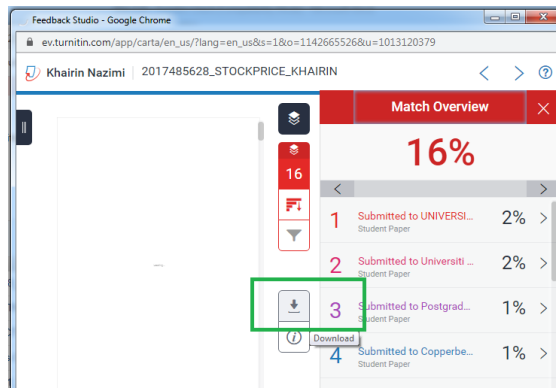 Feedback Studio - Google Chrome
ev.turnitin.com/app/carta/en_us/?lang=en_us&s=1&o=1142665526&u=1013120379
Khairin Nazimi 2017485628_STOCKPRICE_KHAIRIN
Match Overview
16%
16
1 Submitted to UNIVERSI... 2%
Student Paper
2 Submitted to Universiti ... 2%
Student Paper
3 Submitted to Postgrad... 1%
Student Paper
Download
4 Submitted to Copperbe... 1%
Student Paper